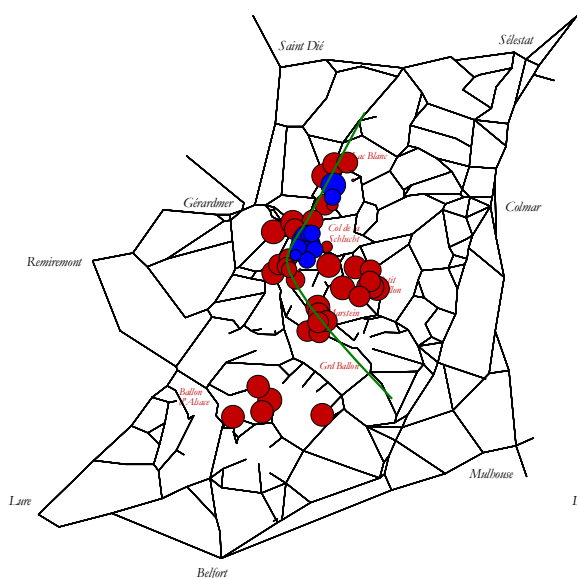 Saint Dié
Sélestat
Lac Blanc
Gérardmer
Colmar
Col de la
Schlucht
Remiremont
Grd Ballon
Ballon
d'Alsace
Mulhouse
Lure
Belfort